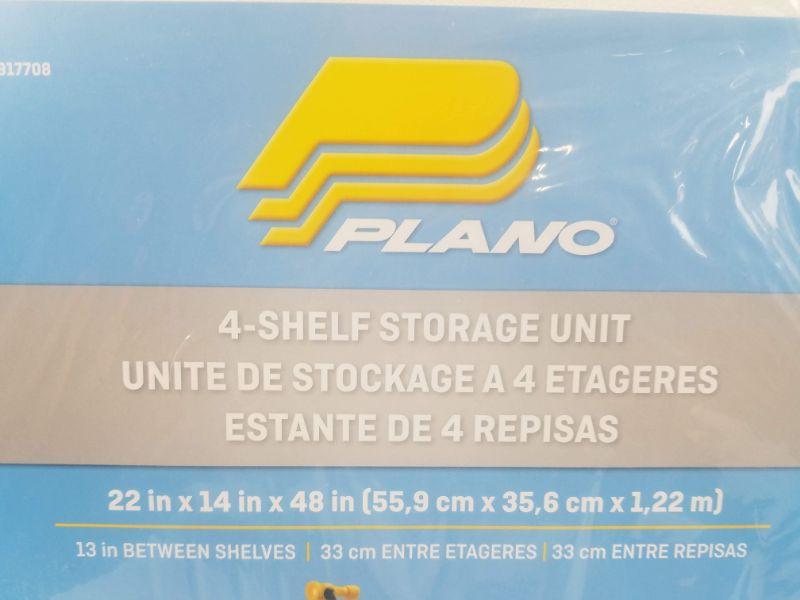 917708
PLANO®
4-SHELF STORAGE UNIT
UNITE DE STOCKAGE A 4 ETAGERES
ESTANTE DE 4 REPISAS
22 in x 14 in x 48 in (55,9 cm x 35,6 cm x 1,22 m)
13 in BETWEEN SHELVES | 33 cm ENTRE ETAGERES | 33 cm ENTRE REPISAS